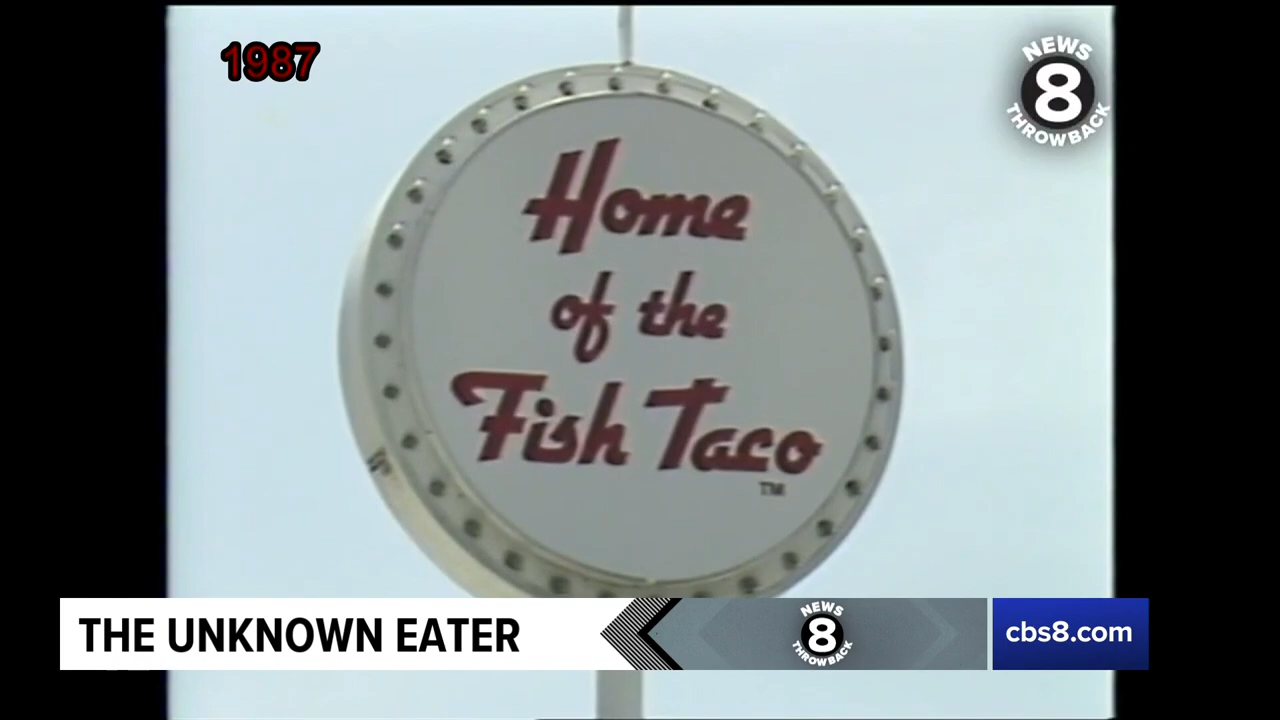 1987
NEWS
8
THROWBACK
Home
of the
Fish Taco
TM
THE UNKNOWN EATER
NEWS
8
THROWBACK
cbs8.com